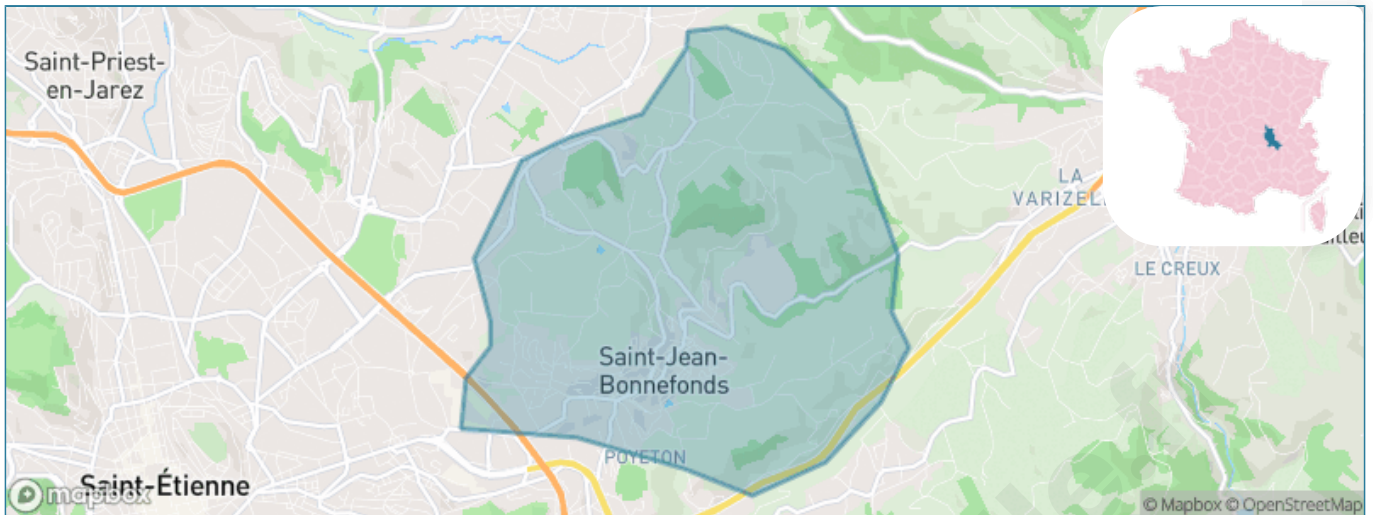 Saint-Priest-
en-Jarez
LA
VARIZEL
LE CREUX
Saint-Jean-
Bonnefonds
POYETON
Saint-Étienne
mapbox
© Mapbox © OpenStreetMap